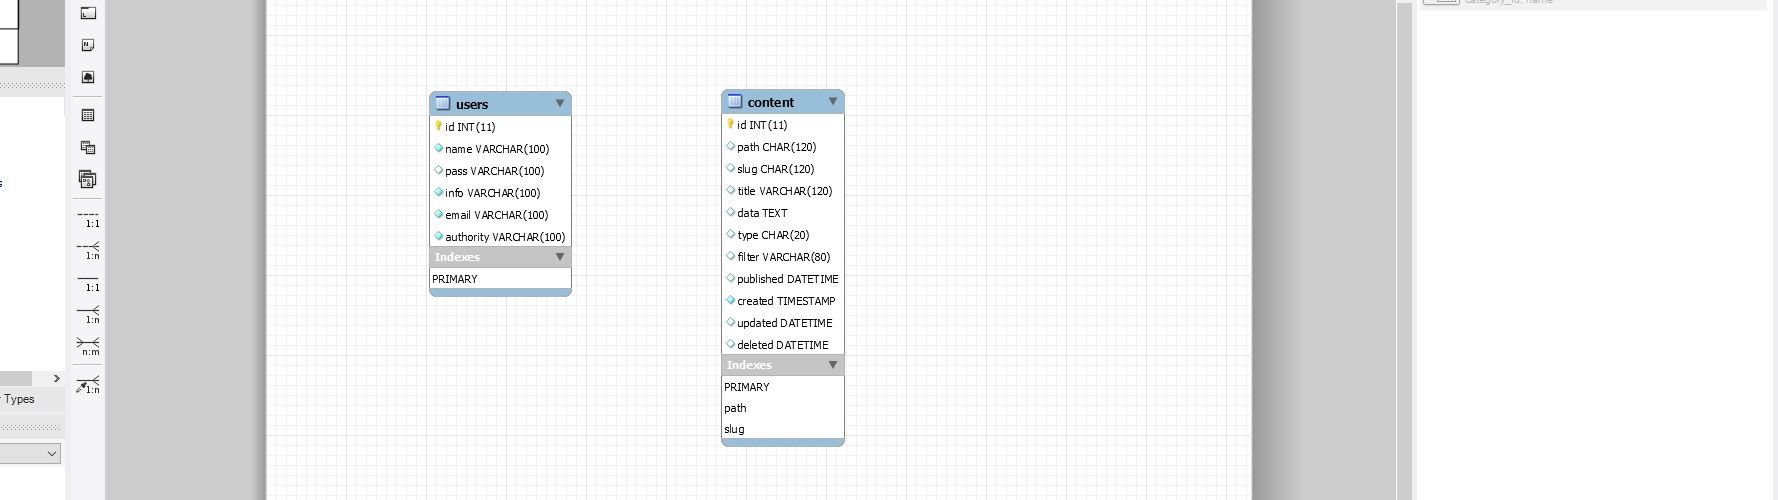 category_id, name
users
id INT(11)
name VARCHAR(100)
pass VARCHAR(100)
info VARCHAR(100)
email VARCHAR(100)
authority VARCHAR(100)
Indexes
PRIMARY
content
id INT(11)
path CHAR(120)
slug CHAR(120)
title VARCHAR(120)
data TEXT
type CHAR(20)
filter VARCHAR(80)
published DATETIME
created TIMESTAMP
updated DATETIME
deleted DATETIME
Indexes
PRIMARY
path
slug
1:1
1:n
1:1
1:n
n:m
1:n
Types